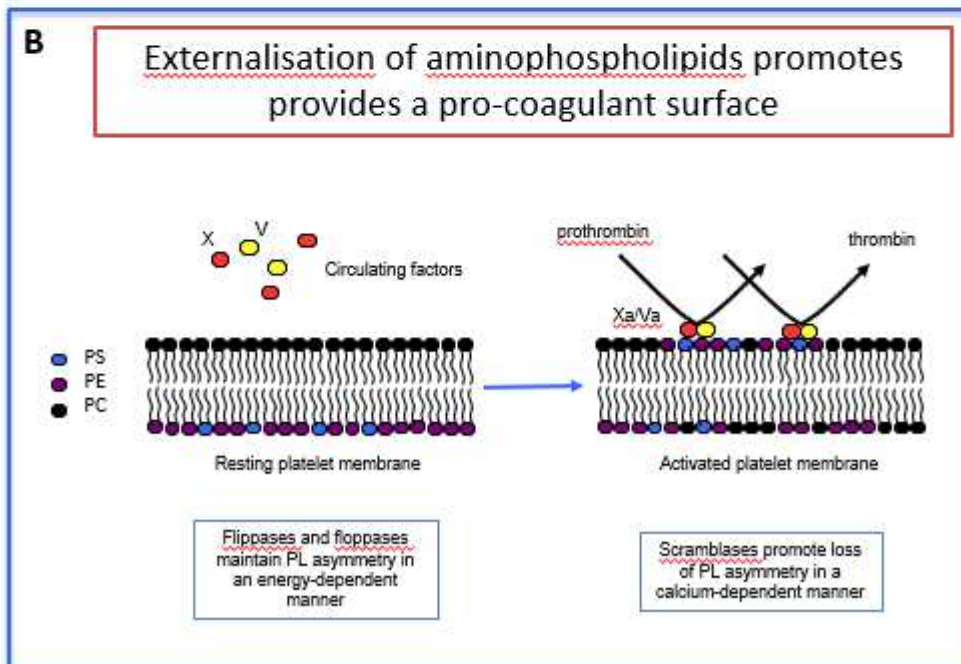 B
Externalisation of aminophospholipids promotes
provides a pro-coagulant surface
X
V
Circulating factors
prothrombin
thrombin
Xa/Va
PS
PE
PC
Resting platelet membrane
Activated platelet membrane
Flippases and floppases
maintain PL asymmetry in
an energy-dependent
manner
Scramblases promote loss
of PL asymmetry in a
calcium-dependent manner